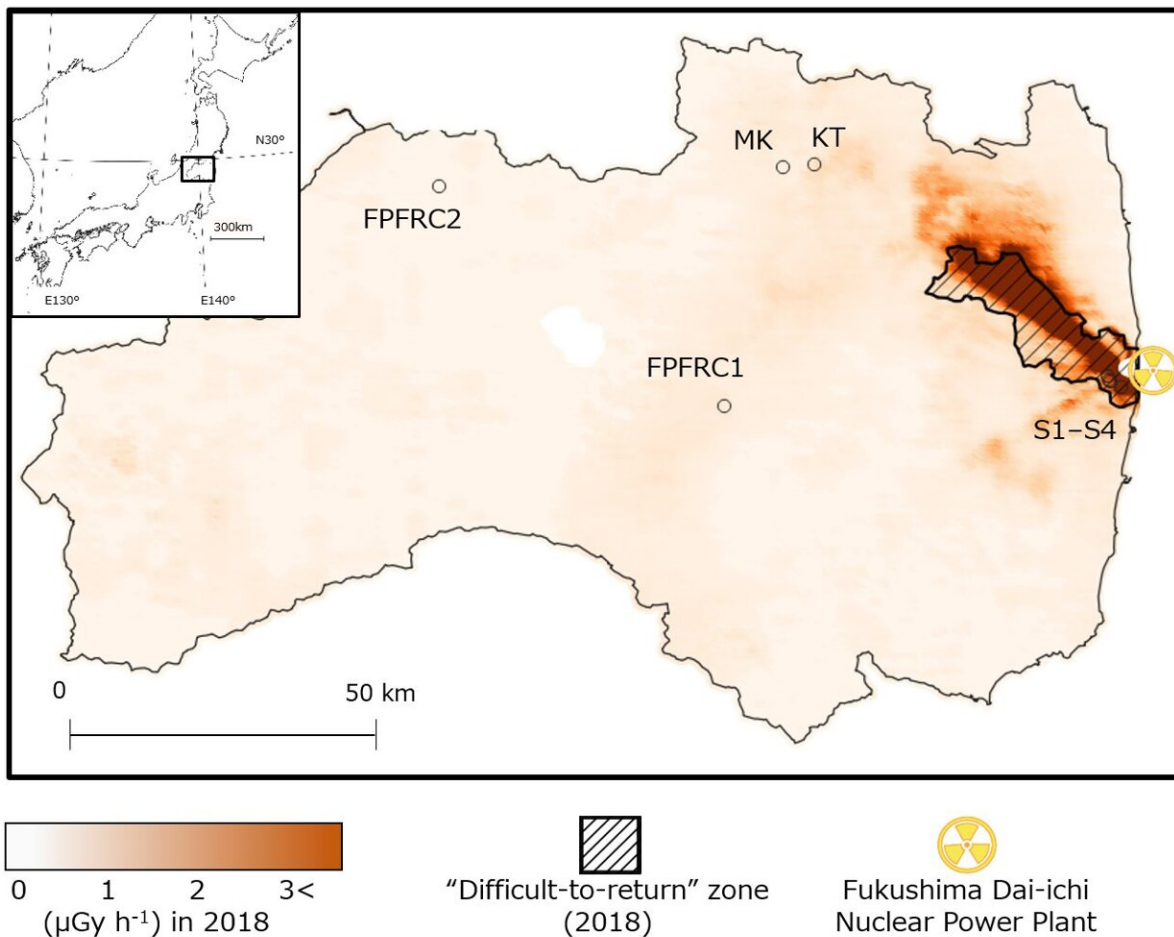 N30°
300km
E130°
E140°
MK
KT
FPFRC2
FPFRC1
S1–S4
0
50 km
0 1 2 3<
(μGy h⁻¹) in 2018
“Difficult-to-return” zone
(2018)
Fukushima Dai-ichi
Nuclear Power Plant